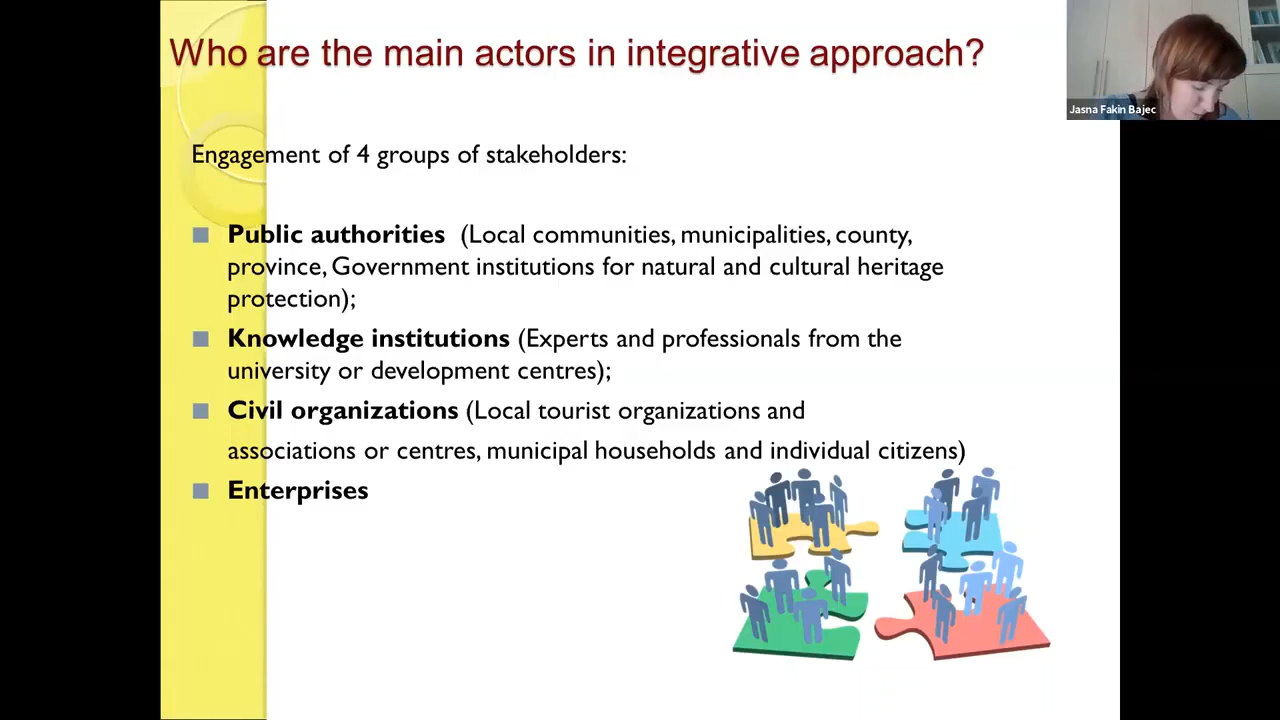 Who are the main actors in integrative approach?
Jasna Fakin Bajec
Engagement of 4 groups of stakeholders:
Public authorities (Local communities, municipalities, county,
province, Government institutions for natural and cultural heritage
protection);
Knowledge institutions (Experts and professionals from the
university or development centres);
Civil organizations (Local tourist organizations and
associations or centres, municipal households and individual citizens)
Enterprises